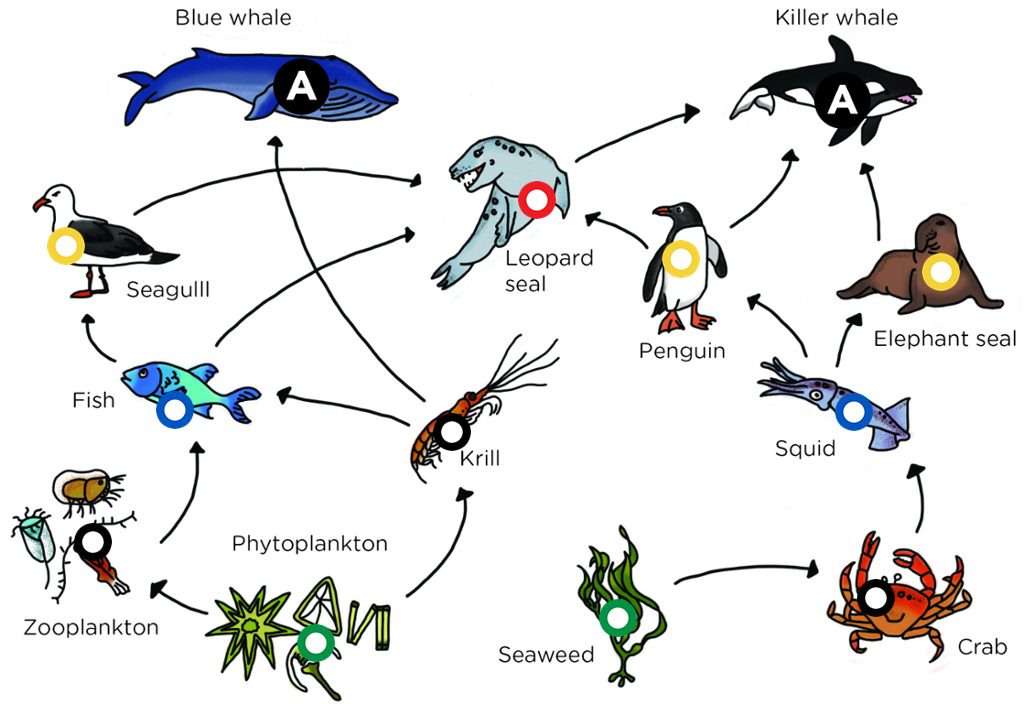 Blue whale
Killer whale
A
A
Leopard
seal
Seagulll
Elephant seal
Penguin
Fish
Squid
Krill
Phytoplankton
Zooplankton
Seaweed
Crab